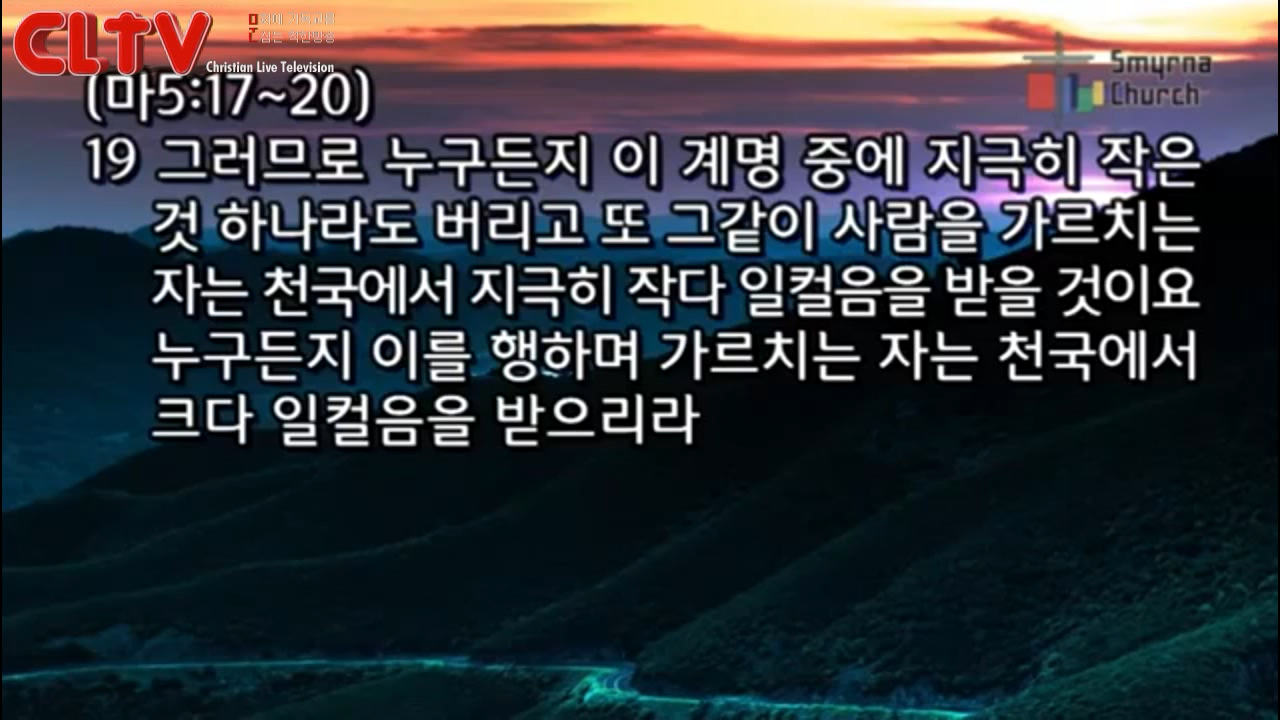 CLTV
Christian Live Television
Smyrna
Church
(마5:17~20)
19 그러므로 누구든지 이 계명 중에 지극히 작은
것 하나라도 버리고 또 그같이 사람을 가르치는
자는 천국에서 지극히 작다 일컬음을 받을 것이요
누구든지 이를 행하며 가르치는 자는 천국에서
크다 일컬음을 받으리라